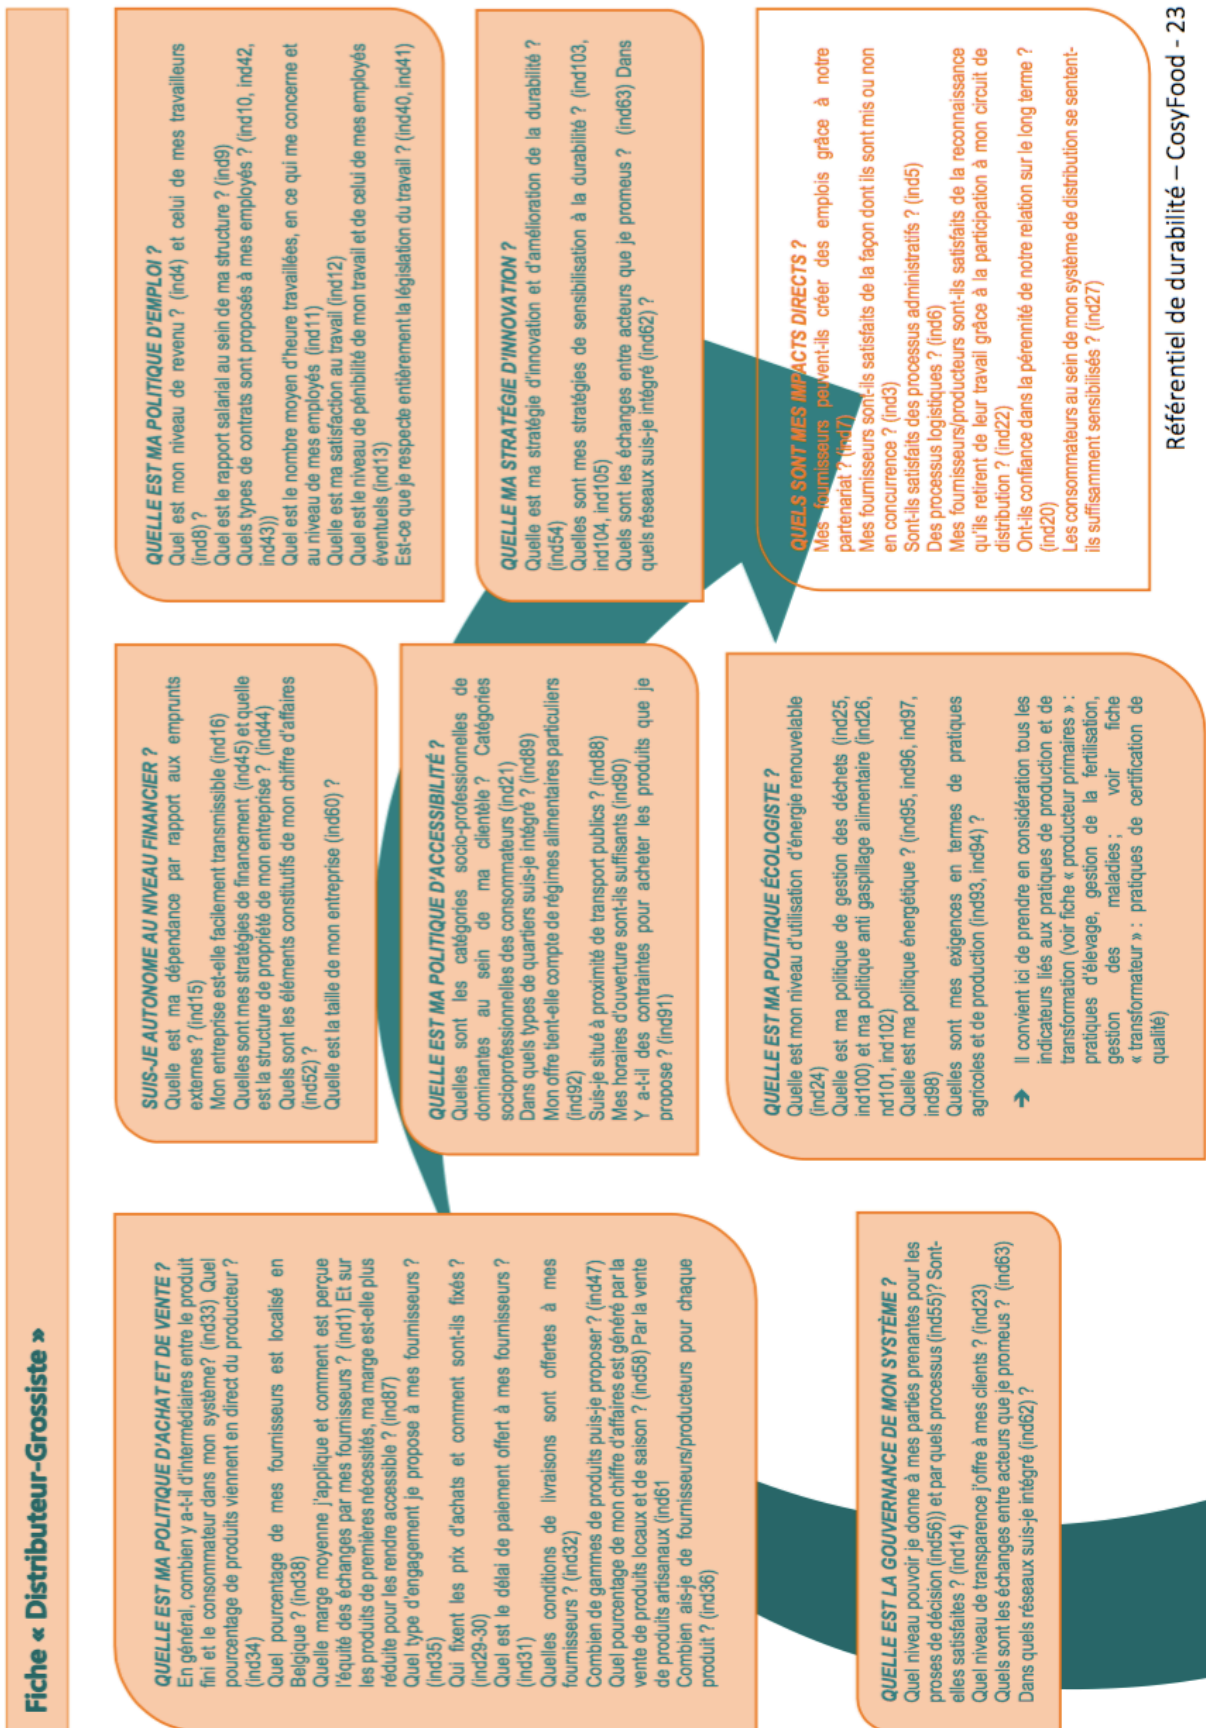 Fiche « Distributeur-Grossiste »
QUELLE EST MA POLITIQUE D'ACHAT ET DE VENTE ?
En général, combien y a-t-il d'intermédiaires entre le produit
fini et le consommateur dans mon système? (ind33) Quel
pourcentage de produits viennent en direct du producteur ?
(ind34)
Quel pourcentage de mes fournisseurs est localisé en
Belgique ? (ind38)
Quelle marge moyenne j'applique et comment est perçue
l'équité des échanges par mes fournisseurs ? (ind1) Et sur
les produits de premières nécessités, ma marge est-elle plus
réduite pour les rendre accessible ? (ind87)
Quel type d'engagement je propose à mes fournisseurs ?
(ind35)
Qui fixent les prix d'achats et comment sont-ils fixés ?
(ind29-30)
Quel est le délai de paiement offert à mes fournisseurs ?
(ind31)
Quelles conditions de livraisons sont offertes à mes
fournisseurs ? (ind32)
Combien de gammes de produits puis-je proposer ? (ind47)
Quel pourcentage de mon chiffre d'affaires est généré par la
vente de produits locaux et de saison ? (ind58) Par la vente
de produits artisanaux (ind61
Combien ais-je de fournisseurs/producteurs pour chaque
produit ? (ind36)
QUELLE EST LA GOUVERNANCE DE MON SYSTÈME ?
Quel niveau pouvoir je donne à mes parties prenantes pour les
proses de décision (ind56)) et par quels processus (ind55)? Sont-
elles satisfaites ? (ind14)
Quel niveau de transparence j'offre à mes clients ? (ind23)
Quels sont les échanges entre acteurs que je promeus ? (ind63)
Dans quels réseaux suis-je intégré (ind62) ?
SUIS-JE AUTONOME AU NIVEAU FINANCIER ?
Quelle est ma dépendance par rapport aux emprunts
externes ? (ind15)
Mon entreprise est-elle facilement transmissible (ind16)
Quelles sont mes stratégies de financement (ind45) et quelle
est la structure de propriété de mon entreprise ? (ind44)
Quels sont les éléments constitutifs de mon chiffre d'affaires
(ind52) ?
Quelle est la taille de mon entreprise (ind60) ?
QUELLE EST MA POLITIQUE D'ACCESSIBILITÉ ?
Quelles sont les catégories socio-professionnelles de
dominantes au sein de ma clientèle ? Catégories
socioprofessionnelles des consommateurs (ind21)
Dans quels types de quartiers suis-je intégré ? (ind89)
Mon offre tient-elle compte de régimes alimentaires particuliers
(ind92)
Suis-je situé à proximité de transport publics ? (ind88)
Mes horaires d'ouverture sont-ils suffisants (ind90)
Y a-t-il des contraintes pour acheter les produits que je
propose ? (ind91)
QUELLE EST MA POLITIQUE ÉCOLOGISTE ?
Quelle est mon niveau d'utilisation d'énergie renouvelable
(ind24)
Quelle est ma politique de gestion des déchets (ind25,
ind100) et ma politique anti gaspillage alimentaire (ind26,
nd101, ind102)
Quelle est ma politique énergétique ? (ind95, ind96, ind97,
ind98)
Quelles sont mes exigences en termes de pratiques
agricoles et de production (ind93, ind94) ?
→ Il convient ici de prendre en considération tous les
indicateurs liés aux pratiques de production et de
transformation (voir fiche « producteur primaires » :
pratiques d'élevage, gestion de la fertilisation,
gestion des maladies ; voir fiche
« transformateur » : pratiques de certification de
qualité)
QUELLE EST MA POLITIQUE D'EMPLOI ?
Quel est mon niveau de revenu ? (ind4) et celui de mes travailleurs
(ind8) ?
Quel est le rapport salarial au sein de ma structure ? (ind9)
Quels types de contrats sont proposés à mes employés ? (ind10, ind42,
ind43))
Quel est le nombre moyen d'heure travaillées, en ce qui me concerne et
au niveau de mes employés (ind11)
Quelle est ma satisfaction au travail (ind12)
Quel est le niveau de pénibilité de mon travail et de celui de mes employés
éventuels (ind13)
Est-ce que je respecte entièrement la législation du travail ? (ind40, ind41)
QUELLE MA STRATÉGIE D'INNOVATION ?
Quelle est ma stratégie d'innovation et d'amélioration de la durabilité ?
(ind54)
Quelles sont mes stratégies de sensibilisation à la durabilité ? (ind103,
ind104, ind105)
Quels sont les échanges entre acteurs que je promeus ? (ind63) Dans
quels réseaux suis-je intégré (ind62) ?
QUELS SONT MES IMPACTS DIRECTS ?
Mes fournisseurs peuvent-ils créer des emplois grâce à notre
partenariat ? (ind7)
Mes fournisseurs sont-ils satisfaits de la façon dont ils sont mis ou non
en concurrence ? (ind3)
Sont-ils satisfaits des processus administratifs ? (ind5)
Des processus logistiques ? (ind6)
Mes fournisseurs/producteurs sont-ils satisfaits de la reconnaissance
qu'ils retirent de leur travail grâce à la participation à mon circuit de
distribution ? (ind22)
Ont-ils confiance dans la pérennité de notre relation sur le long terme ?
(ind20)
Les consommateurs au sein de mon système de distribution se sentent-
ils suffisamment sensibilisés ? (ind27)
Référentiel de durabilité – CosyFood - 23